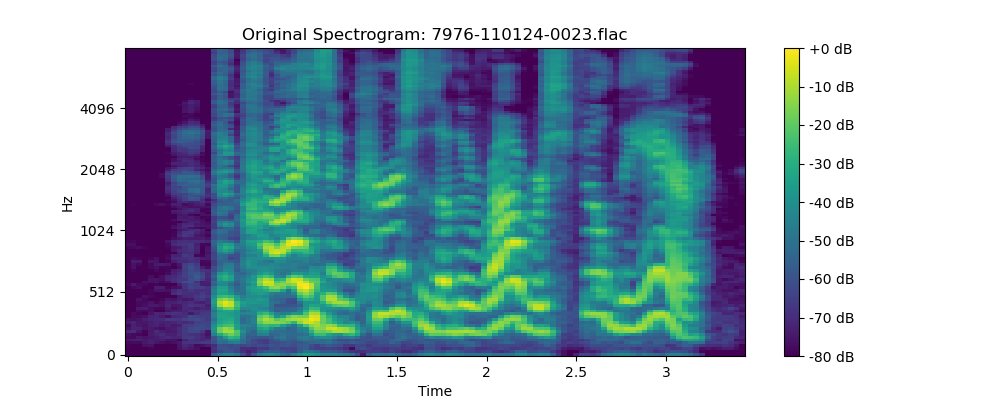 Original Spectrogram: 7976-110124-0023.flac
Hz
4096
2048
1024
512
0
0 0.5 1 1.5 2 2.5 3
Time
+0 dB
-10 dB
-20 dB
-30 dB
-40 dB
-50 dB
-60 dB
-70 dB
-80 dB